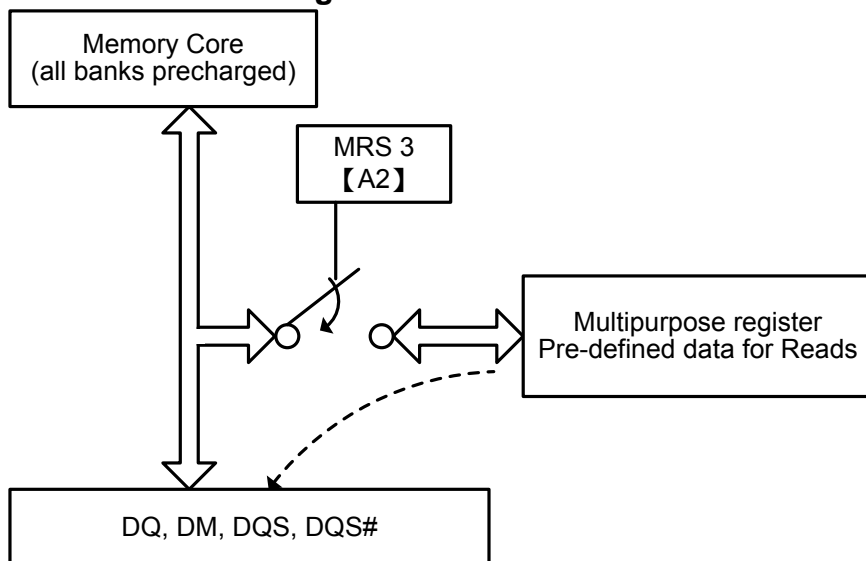 Memory Core
(all banks precharged)
MRS 3
【A2】
Multipurpose register
Pre-defined data for Reads
DQ, DM, DQS, DQS#